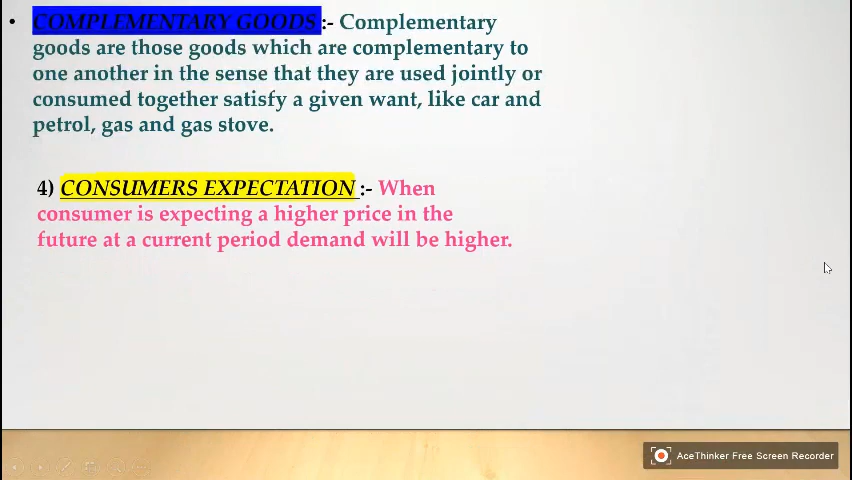 • COMPLEMENTARY GOODS :- Complementary
goods are those goods which are complementary to
one another in the sense that they are used jointly or
consumed together satisfy a given want, like car and
petrol, gas and gas stove.
4) CONSUMERS EXPECTATION :- When
consumer is expecting a higher price in the
future at a current period demand will be higher.
AceThinker Free Screen Recorder